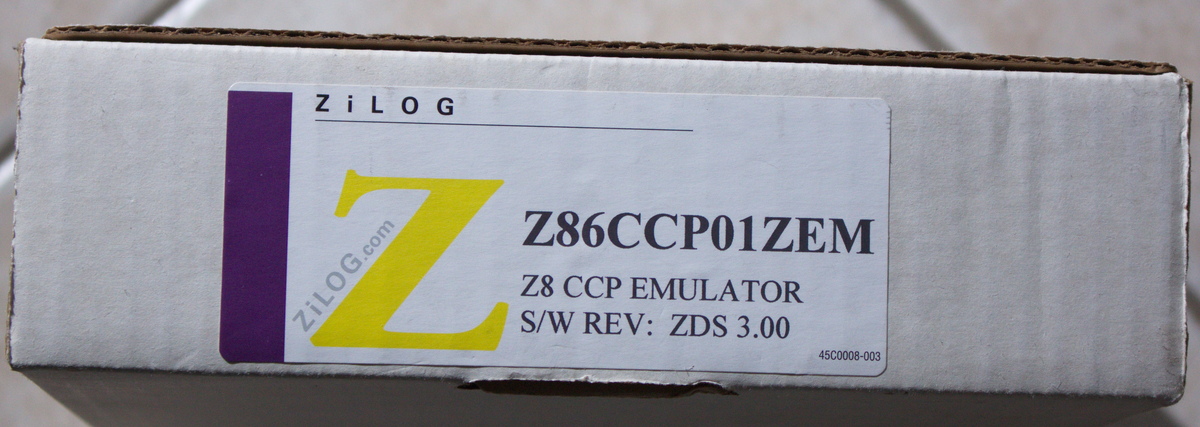 ZiLOG
Z
ZiLOG.com
Z86CCP01ZEM
Z8 CCP EMULATOR
S/W REV: ZDS 3.00
45C0008-003